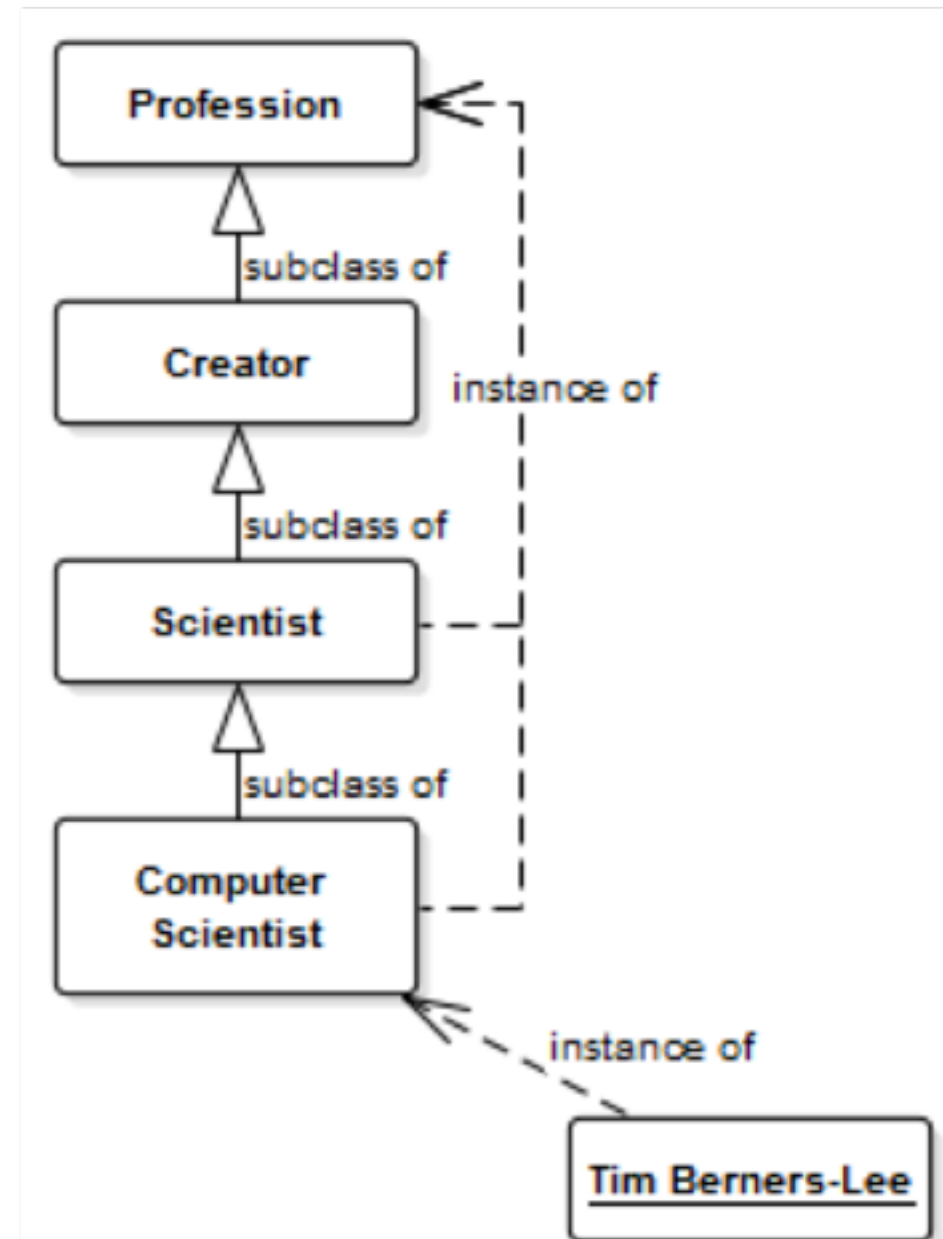 Profession
subclass of
Creator
instance of
subclass of
Scientist
subclass of
Computer
Scientist
instance of
Tim Berners-Lee